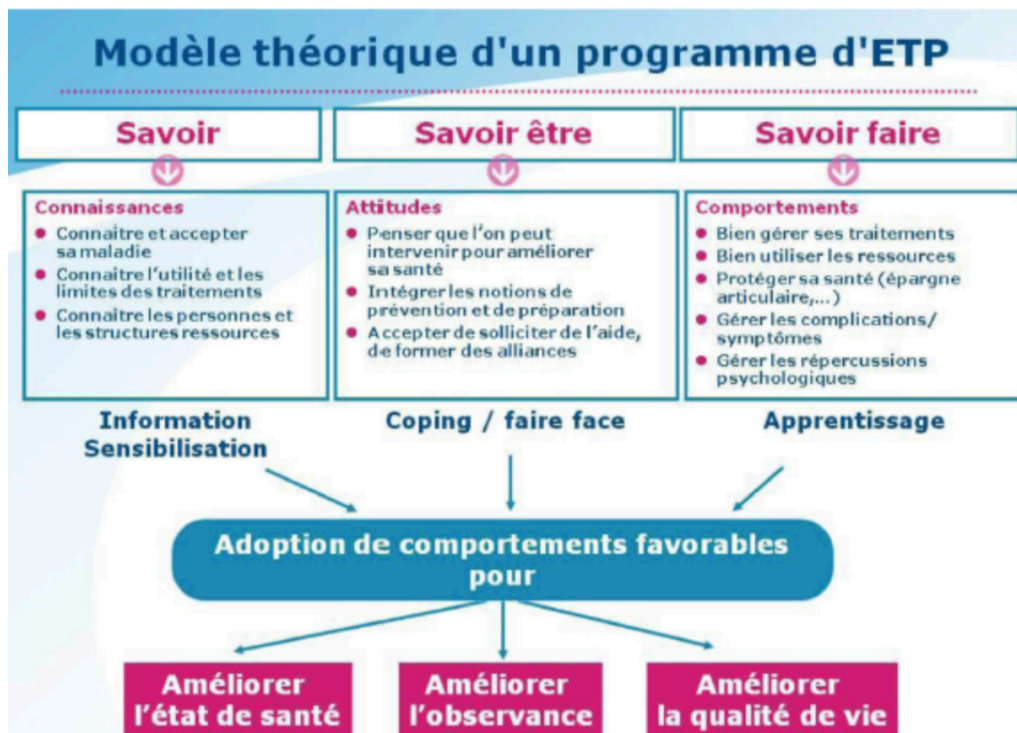 Modèle théorique d'un programme d'ETP
Savoir
Connaissances
Connaître et accepter
sa maladie
Connaître l'utilité et les
limites des traitements
Connaître les personnes et
les structures ressources
Information
Sensibilisation
Savoir être
Attitudes
Penser que l'on peut
intervenir pour améliorer
sa santé
Intégrer les notions de
prévention et de préparation
Accepter de solliciter de l'aide,
de former des alliances
Coping / faire face
Savoir faire
Comportements
Bien gérer ses traitements
Bien utiliser les ressources
Protéger sa santé (épargne
articulaire,...)
Gérer les complications/
symptômes
Gérer les répercussions
psychologiques
Apprentissage
Adoption de comportements favorables
pour
Améliorer
l'état de santé
Améliorer
l'observance
Améliorer
la qualité de vie